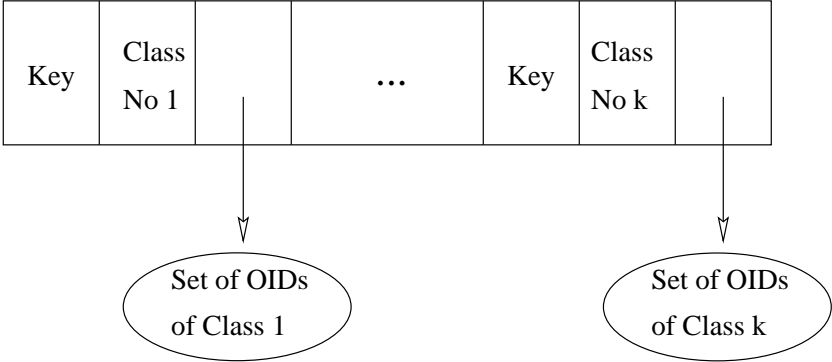 Key
Class
No 1
...
Key
Class
No k
Set of OIDs
of Class 1
Set of OIDs
of Class k